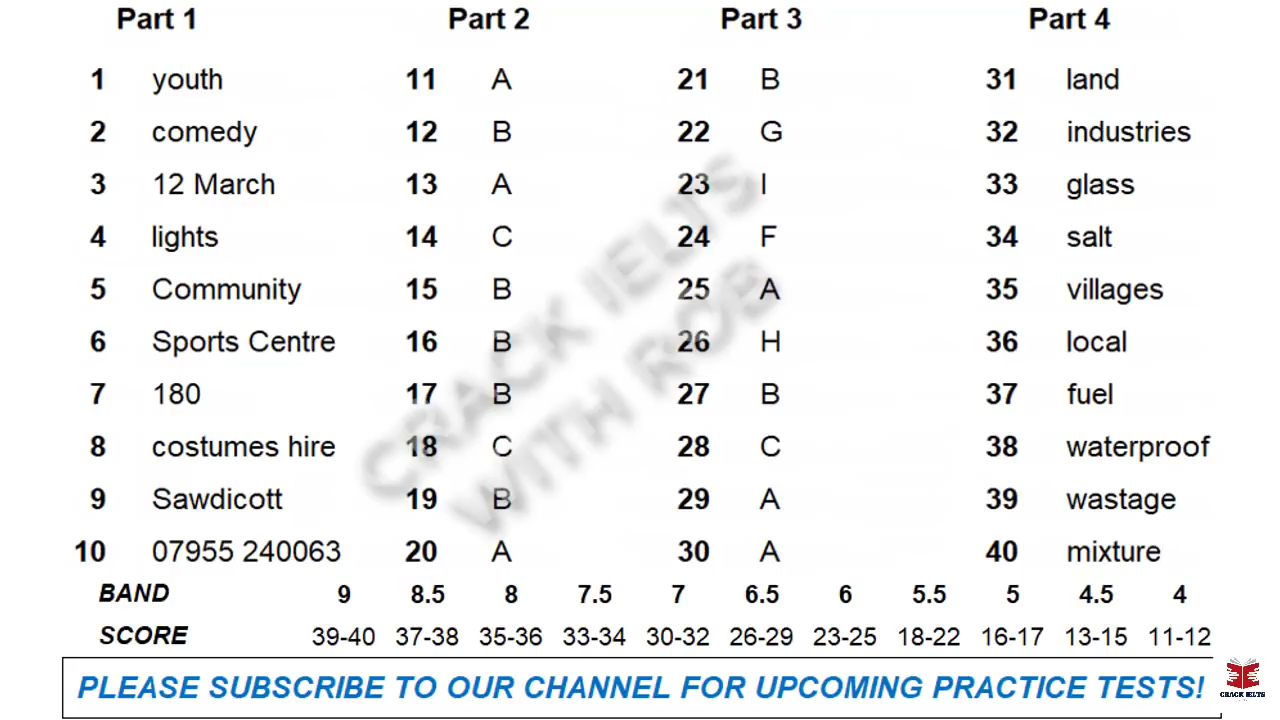 Part 1 Part 2 Part 3 Part 4
1 youth 11 A 21 B 31 land
2 comedy 12 B 22 G 32 industries
3 12 March 13 A 23 I 33 glass
4 lights 14 C 24 F 34 salt
5 Community 15 B 25 A 35 villages
6 Sports Centre 16 B 26 H 36 local
7 180 17 B 27 B 37 fuel
8 costumes hire 18 C 28 C 38 waterproof
9 Sawdicott 19 B 29 A 39 wastage
10 07955 240063 20 A 30 A 40 mixture
BAND 9 8.5 8 7.5 7 6.5 6 5.5 5 4.5 4
SCORE 39-40 37-38 35-36 33-34 30-32 26-29 23-25 18-22 16-17 13-15 11-12
PLEASE SUBSCRIBE TO OUR CHANNEL FOR UPCOMING PRACTICE TESTS!
CRACK IELTS
WITH ROB
CRACK IELTS